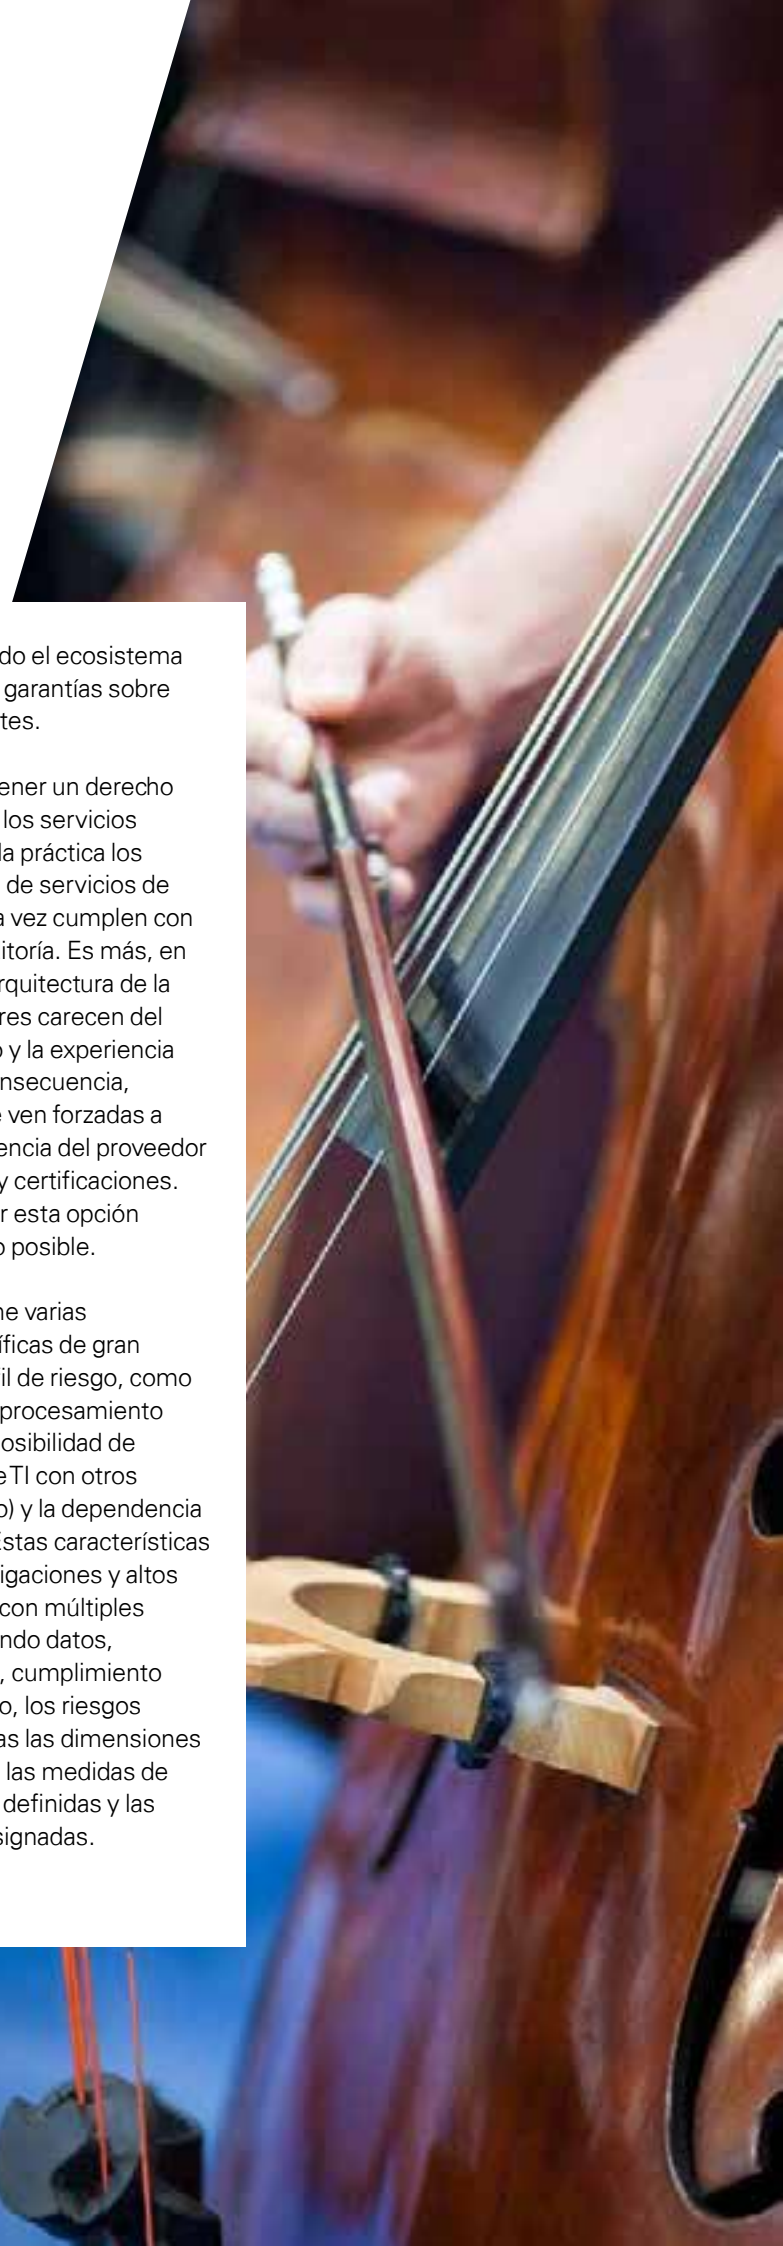 do el ecosistema
garantías sobre
tes.
ener un derecho
los servicios
la práctica los
de servicios de
a vez cumplen con
itoría. Es más, en
rquitectura de la
res carecen del
o y la experiencia
nsecuencia,
e ven forzadas a
encia del proveedor
y certificaciones.
r esta opción
o posible.
ne varias
íficas de gran
il de riesgo, como
procesamiento
osibilidad de
e TI con otros
o) y la dependencia
Estas características
igaciones y altos
con múltiples
ndo datos,
, cumplimiento
o, los riesgos
as las dimensiones
las medidas de
definidas y las
signadas.